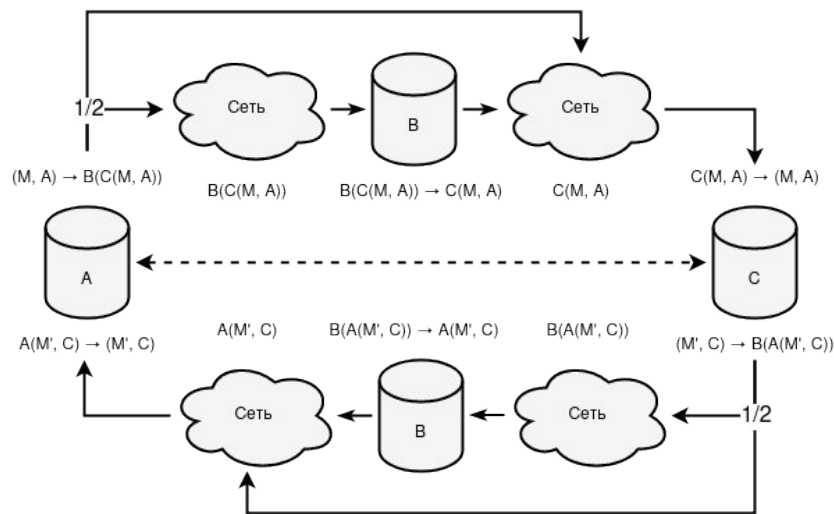 1/2
Сеть
B
Сеть
(M, A) → B(C(M, A))
B(C(M, A))
B(C(M, A)) → C(M, A)
C(M, A)
C(M, A) → (M, A)
A
C
A(M', C) → (M', C)
A(M', C)
B(A(M', C)) → A(M', C)
B(A(M', C))
(M', C) → B(A(M', C))
Сеть
B
Сеть
1/2